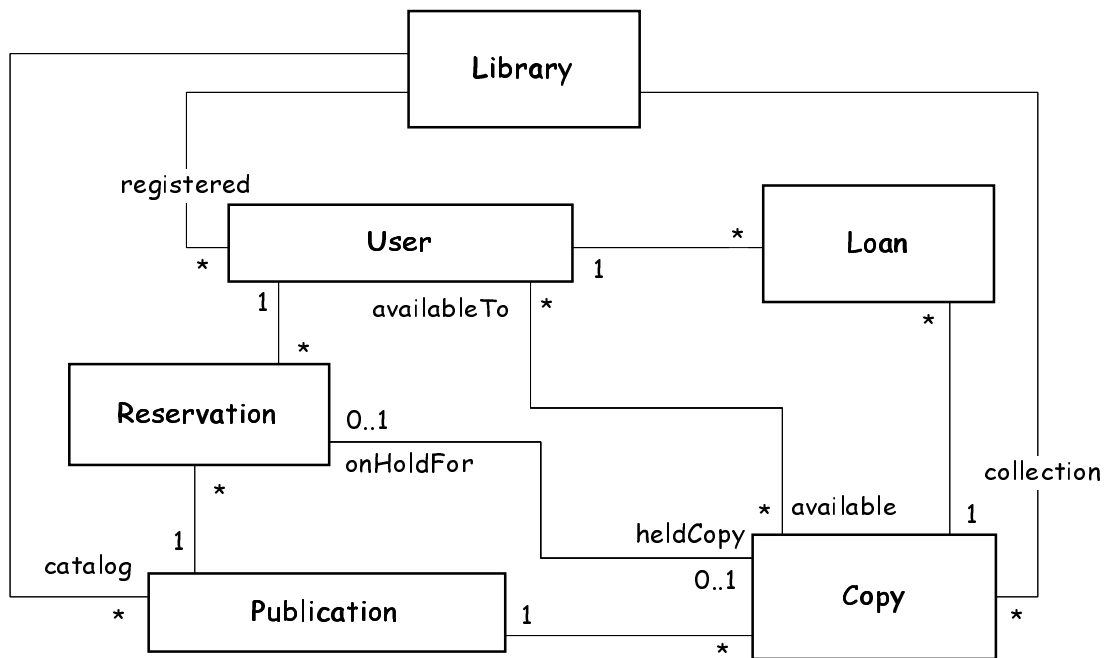 Library
registered
User
Loan
*
*
1
1
availableTo
*
*
*
Reservation
0..1
onHoldFor
collection
*
*
available
1
1
heldCopy
catalog
0..1
Copy
*
Publication
1
*
*